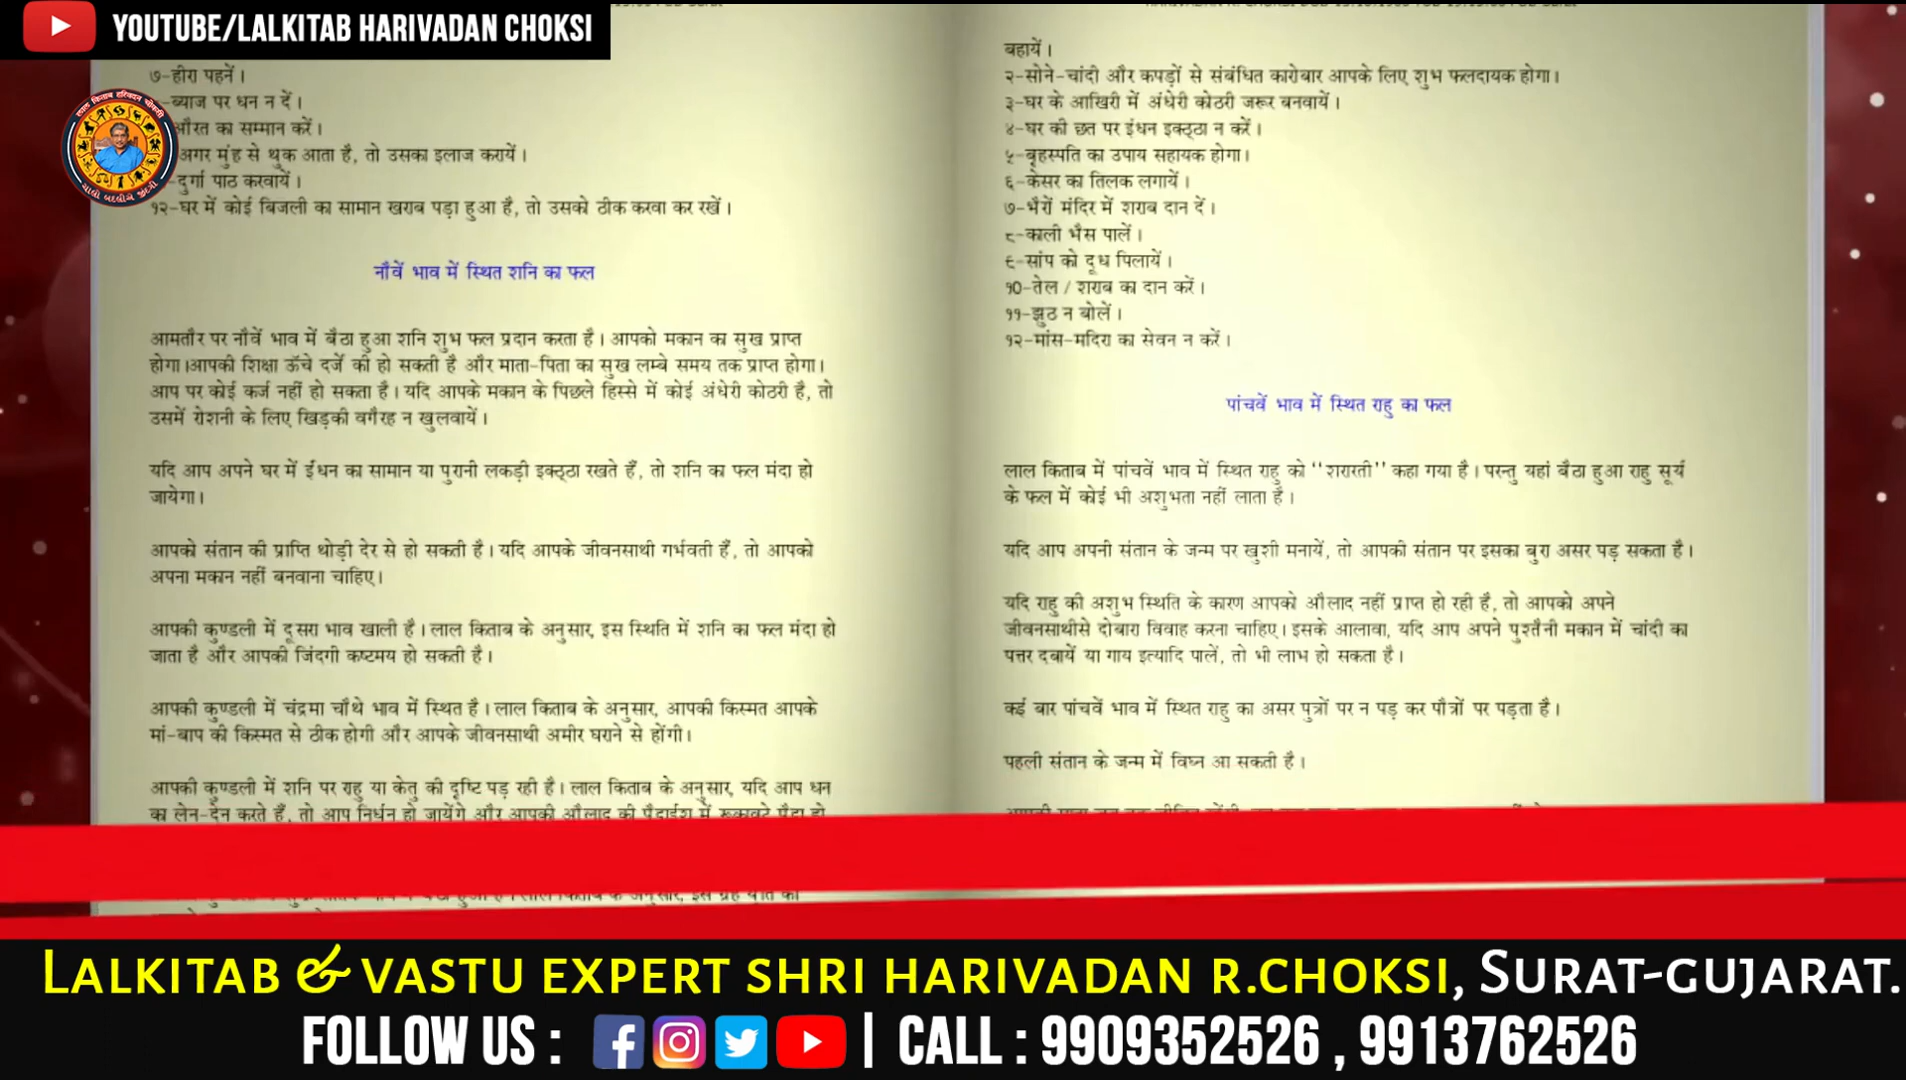 YOUTUBE/LALKITAB HARIVADAN CHOKSI
७-हीरा पहनें।
ब्याज पर धन न दें।
औरत का सम्मान करें।
अगर मुंह से थुक आता है, तो उसका इलाज करायें।
दुर्गा पाठ करवायें।
१२-घर में कोई बिजली का सामान खराब पड़ा हुआ है, तो उसको ठीक करवा कर रखें।
नौवें भाव में स्थित शनि का फल
आमतौर पर नौवें भाव में बैठा हुआ शनि शुभ फल प्रदान करता है। आपको मकान का सुख प्राप्त
होगा।आपकी शिक्षा ऊँचे दर्जे की हो सकती है और माता-पिता का सुख लम्बे समय तक प्राप्त होगा।
आप पर कोई कर्ज नहीं हो सकता है। यदि आपके मकान के पिछले हिस्से में कोई अंधेरी कोठरी है, तो
उसमें रोशनी के लिए खिड़की वगैरह न खुलवायें।
यदि आप अपने घर में ईंधन का सामान या पुरानी लकड़ी इक्ठ्ठा रखते हैं, तो शनि का फल मंदा हो
जायेगा।
आपको संतान की प्राप्ति थोड़ी देर से हो सकती है। यदि आपके जीवनसाथी गर्भवती हैं, तो आपको
अपना मकान नहीं बनवाना चाहिए।
आपकी कुण्डली में दूसरा भाव खाली है। लाल किताब के अनुसार, इस स्थिति में शनि का फल मंदा हो
जाता है और आपकी जिंदगी कष्टमय हो सकती है।
आपकी कुण्डली में चंद्रमा चौथे भाव में स्थित है। लाल किताब के अनुसार, आपकी किस्मत आपके
मां-बाप की किस्मत से ठीक होगी और आपके जीवनसाथी अमीर घराने से होंगी।
आपकी कुण्डली में शनि पर राहु या केतु की दृष्टि पड़ रही है। लाल किताब के अनुसार, यदि आप धन
का लेन-देन करते हैं, तो आप निर्धन हो जायेंगे और आपकी औलाद की पैदाईश में रूकावटे पैदा हो
बहायें।
२-सोने-चांदी और कपड़ों से संबंधित कारोबार आपके लिए शुभ फलदायक होगा।
३-घर के आखिरी में अंधेरी कोठरी जरूर बनवायें।
४-घर की छत पर इंधन इक्ठ्ठा न करें।
५-बृहस्पति का उपाय सहायक होगा।
६-केसर का तिलक लगायें।
७-भैरों मंदिर में शराब दान दें।
८-काली भैंस पालें।
९-सांप को दूध पिलायें।
१०-तेल / शराब का दान करें।
११-झुठ न बोलें।
१२-मांस-मदिरा का सेवन न करें।
पांचवें भाव में स्थित राहु का फल
लाल किताब में पांचवें भाव में स्थित राहु को ''शरारती'' कहा गया है। परन्तु यहां बैठा हुआ राहु सूर्य
के फल में कोई भी अशुभता नहीं लाता है।
यदि आप अपनी संतान के जन्म पर खुशी मनायें, तो आपकी संतान पर इसका बुरा असर पड़ सकता है।
यदि राहु की अशुभ स्थिति के कारण आपको औलाद नहीं प्राप्त हो रही है, तो आपको अपने
जीवनसाथीसे दोबारा विवाह करना चाहिए। इसके आलावा, यदि आप अपने पुश्तैनी मकान में चांदी का
पत्तर दबायें या गाय इत्यादि पालें, तो भी लाभ हो सकता है।
कई बार पांचवें भाव में स्थित राहु का असर पुत्रों पर न पड़ कर पौत्रों पर पड़ता है।
पहली संतान के जन्म में विघ्न आ सकती है।
LALKITAB & VASTU EXPERT SHRI HARIVADAN R.CHOKSI, SURAT-GUJARAT.
FOLLOW US : | CALL : 9909352526 , 9913762526